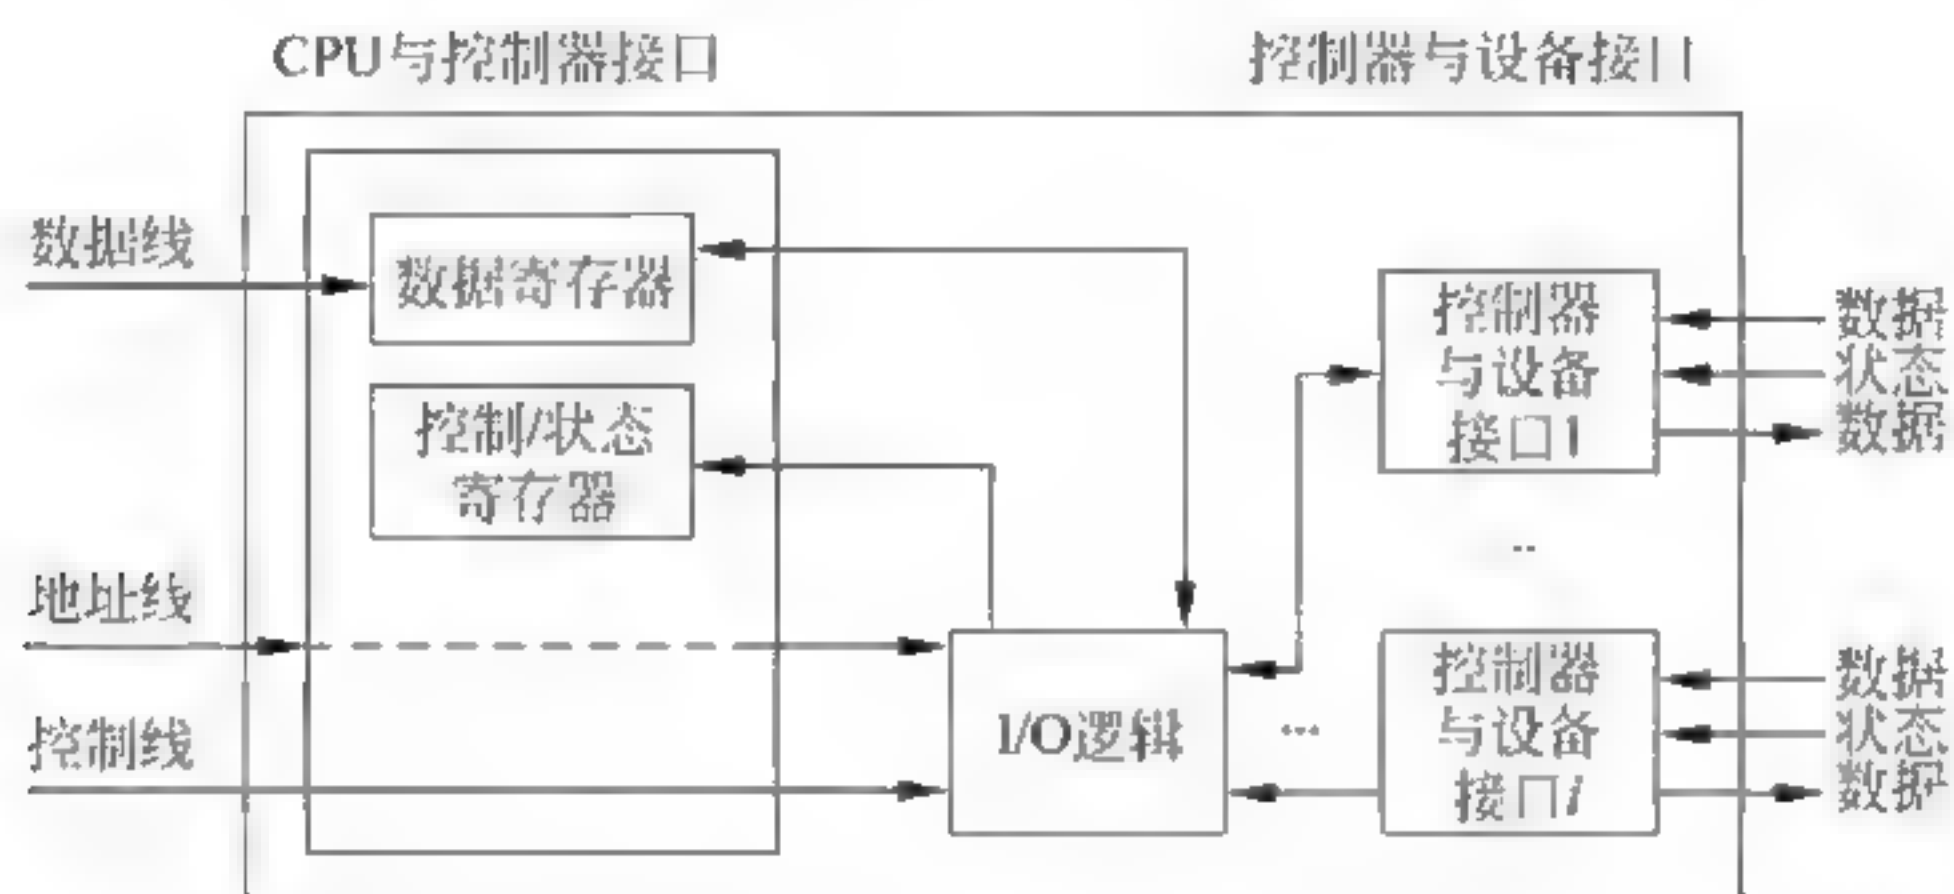 CPU与控制器接口
控制器与设备接口
数据线
数据寄存器
控制/状态
寄存器
地址线
控制线
I/O逻辑
...
控制器
与设备
接口1
数据
状态
数据
..
控制器
与设备
接口i
数据
状态
数据